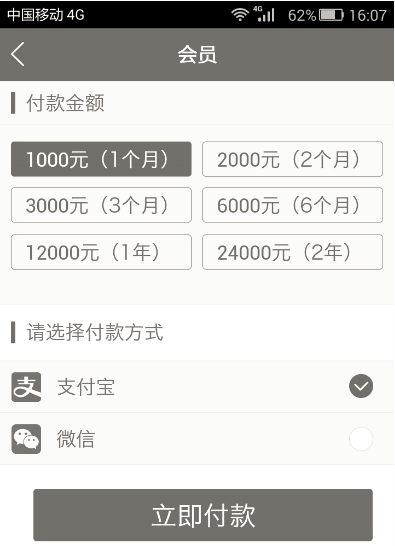 中国移动 4G 4G 62% 16:07
会员
付款金额
1000元（1个月） 2000元（2个月）
3000元（3个月） 6000元（6个月）
12000元（1年） 24000元（2年）
请选择付款方式
支 支付宝
微信
立即付款